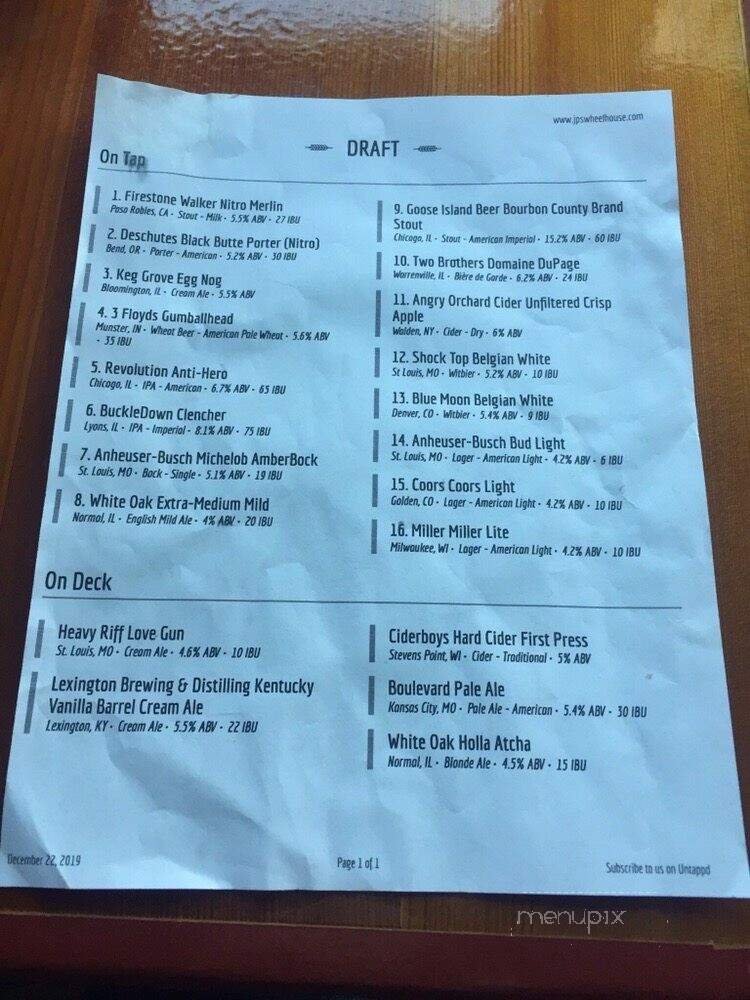 www.jpswheelhouse.com
DRAFT
On Tap
1. Firestone Walker Nitro Merlin
Paso Robles, CA • Stout - Milk • 5.5% ABV • 27 IBU
2. Deschutes Black Butte Porter (Nitro)
Bend, OR • Porter - American • 5.2% ABV • 30 IBU
3. Keg Grove Egg Nog
Bloomington, IL • Cream Ale • 5.5% ABV
4. 3 Floyds Gumballhead
Munster, IN • Wheat Beer - American Pale Wheat • 5.6% ABV
• 35 IBU
5. Revolution Anti-Hero
Chicago, IL • IPA - American • 6.7% ABV • 65 IBU
6. BuckleDown Clencher
Lyons, IL • IPA - Imperial • 8.1% ABV • 75 IBU
7. Anheuser-Busch Michelob AmberBock
St. Louis, MO • Bock - Single • 5.1% ABV • 19 IBU
8. White Oak Extra-Medium Mild
Normal, IL • English Mild Ale • 4% ABV • 20 IBU
9. Goose Island Beer Bourbon County Brand
Stout
Chicago, IL • Stout - American Imperial • 15.2% ABV • 60 IBU
10. Two Brothers Domaine DuPage
Warrenville, IL • Bière de Garde • 6.2% ABV • 24 IBU
11. Angry Orchard Cider Unfiltered Crisp
Apple
Walden, NY • Cider - Dry • 6% ABV
12. Shock Top Belgian White
St Louis, MO • Witbier • 5.2% ABV • 10 IBU
13. Blue Moon Belgian White
Denver, CO • Witbier • 5.4% ABV • 9 IBU
14. Anheuser-Busch Bud Light
St. Louis, MO • Lager - American Light • 4.2% ABV • 6 IBU
15. Coors Coors Light
Golden, CO • Lager - American Light • 4.2% ABV • 10 IBU
16. Miller Miller Lite
Milwaukee, WI • Lager - American Light • 4.2% ABV • 10 IBU
On Deck
Heavy Riff Love Gun
St. Louis, MO • Cream Ale • 4.6% ABV • 10 IBU
Lexington Brewing & Distilling Kentucky
Vanilla Barrel Cream Ale
Lexington, KY • Cream Ale • 5.5% ABV • 22 IBU
Ciderboys Hard Cider First Press
Stevens Point, WI • Cider - Traditional • 5% ABV
Boulevard Pale Ale
Kansas City, MO • Pale Ale - American • 5.4% ABV • 30 IBU
White Oak Holla Atcha
Normal, IL • Blonde Ale • 4.5% ABV • 15 IBU
December 22, 2019
Page 1 of 1
Subscribe to us on Untappd
menupix